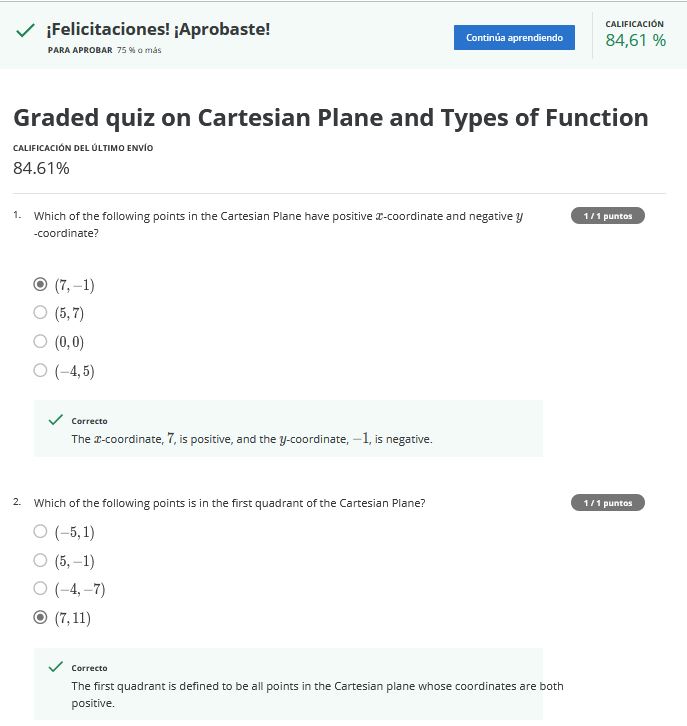 ¡Felicitaciones! ¡Aprobaste!
PARA APROBAR 75 % o más
Continúa aprendiendo
CALIFICACIÓN
84,61 %
Graded quiz on Cartesian Plane and Types of Function
CALIFICACIÓN DEL ÚLTIMO ENVÍO
84.61%
1. Which of the following points in the Cartesian Plane have positive x-coordinate and negative y
-coordinate?
1 / 1 puntos
(7, −1)
(5, 7)
(0, 0)
(−4, 5)
Correcto
The x-coordinate, 7, is positive, and the y-coordinate, −1, is negative.
2. Which of the following points is in the first quadrant of the Cartesian Plane?
1 / 1 puntos
(−5, 1)
(5, −1)
(−4, −7)
(7, 11)
Correcto
The first quadrant is defined to be all points in the Cartesian plane whose coordinates are both
positive.